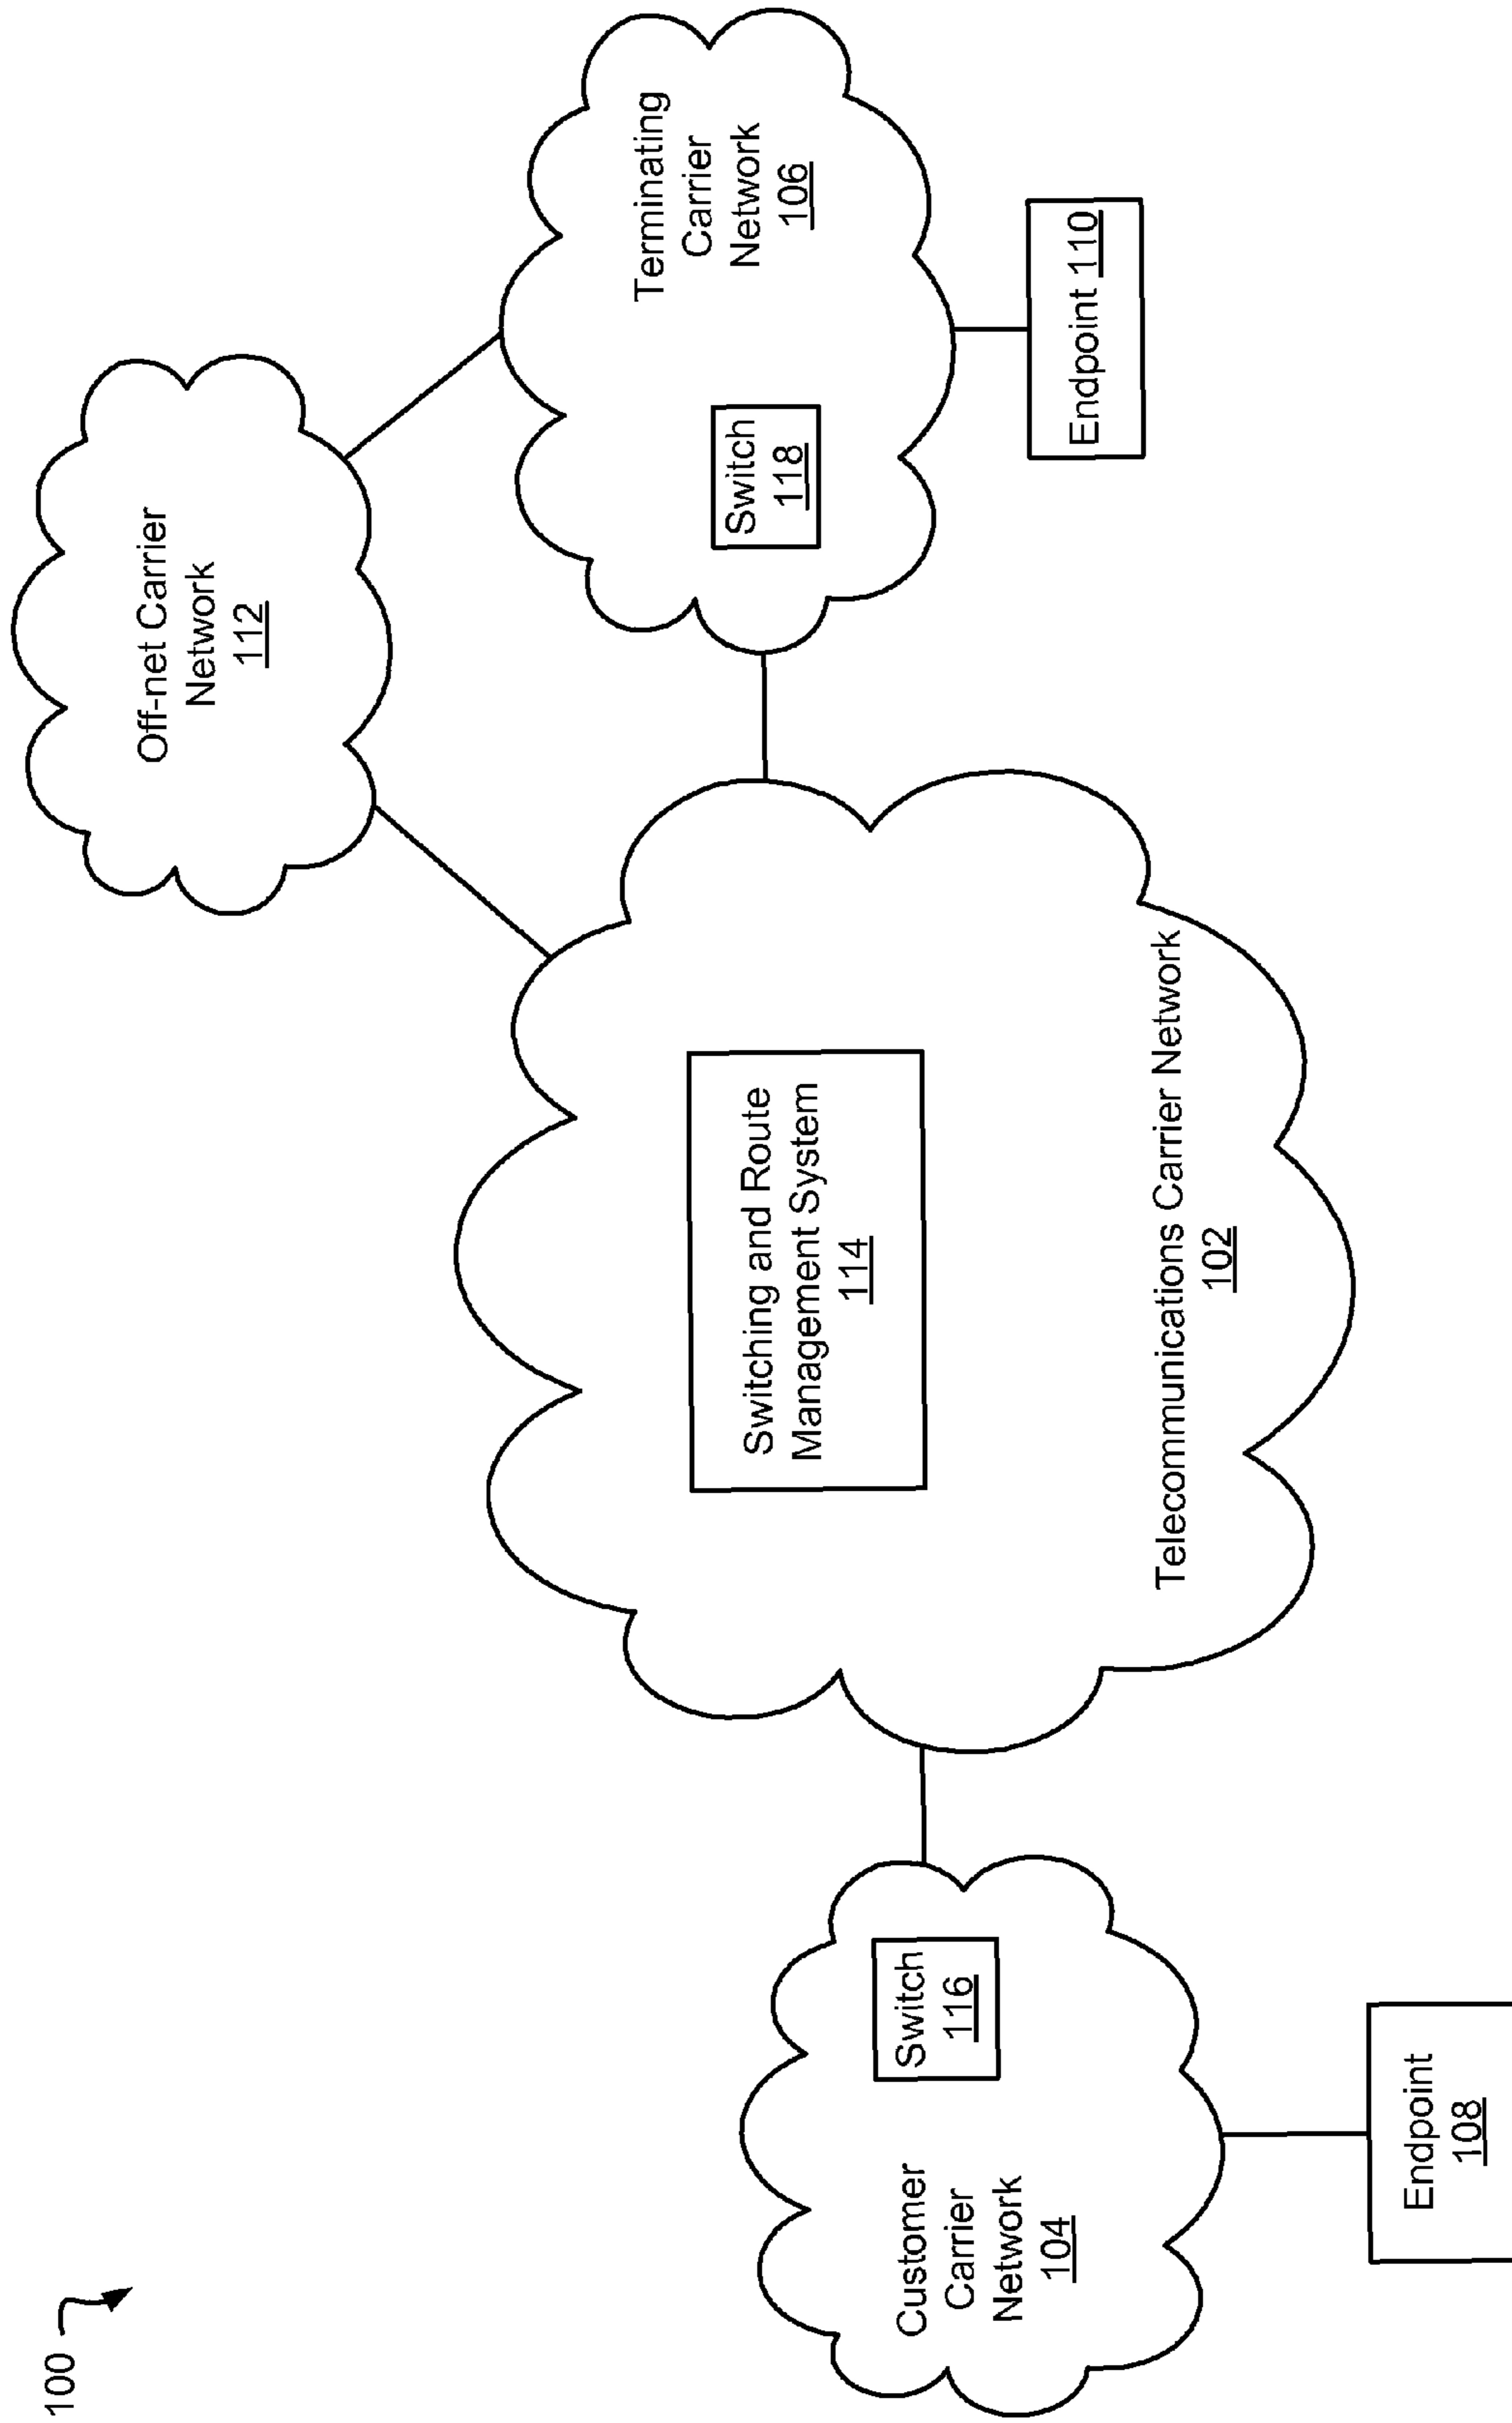 100
Off-net Carrier
Network
112
Terminating
Carrier
Network
106
Switch
118
Endpoint 110
Switching and Route
Management System
114
Telecommunications Carrier Network
102
Customer
Carrier
Network
104
Switch
116
Endpoint
108